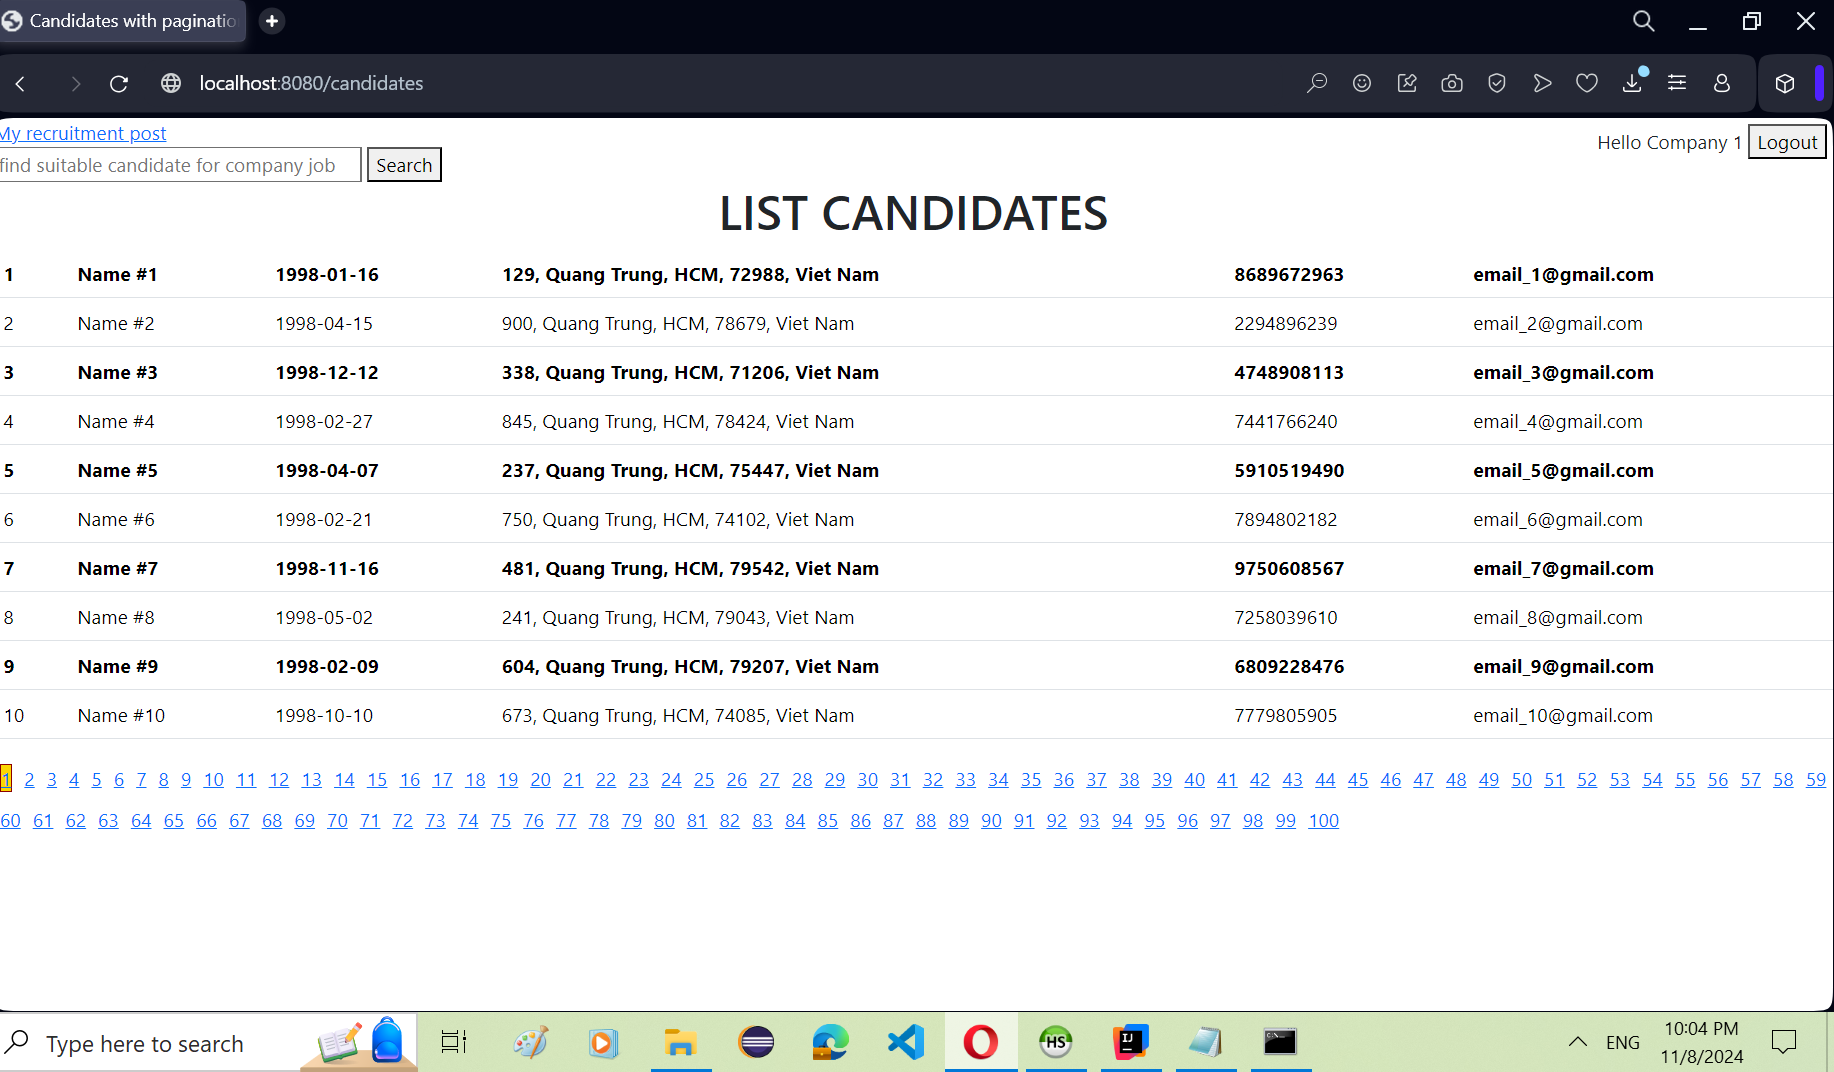 Candidates with paginatio
localhost:8080/candidates
My recruitment post
Hello Company 1 Logout
find suitable candidate for company job Search
LIST CANDIDATES
1 Name #1 1998-01-16 129, Quang Trung, HCM, 72988, Viet Nam 8689672963 email_1@gmail.com
2 Name #2 1998-04-15 900, Quang Trung, HCM, 78679, Viet Nam 2294896239 email_2@gmail.com
3 Name #3 1998-12-12 338, Quang Trung, HCM, 71206, Viet Nam 4748908113 email_3@gmail.com
4 Name #4 1998-02-27 845, Quang Trung, HCM, 78424, Viet Nam 7441766240 email_4@gmail.com
5 Name #5 1998-04-07 237, Quang Trung, HCM, 75447, Viet Nam 5910519490 email_5@gmail.com
6 Name #6 1998-02-21 750, Quang Trung, HCM, 74102, Viet Nam 7894802182 email_6@gmail.com
7 Name #7 1998-11-16 481, Quang Trung, HCM, 79542, Viet Nam 9750608567 email_7@gmail.com
8 Name #8 1998-05-02 241, Quang Trung, HCM, 79043, Viet Nam 7258039610 email_8@gmail.com
9 Name #9 1998-02-09 604, Quang Trung, HCM, 79207, Viet Nam 6809228476 email_9@gmail.com
10 Name #10 1998-10-10 673, Quang Trung, HCM, 74085, Viet Nam 7779805905 email_10@gmail.com
1 2 3 4 5 6 7 8 9 10 11 12 13 14 15 16 17 18 19 20 21 22 23 24 25 26 27 28 29 30 31 32 33 34 35 36 37 38 39 40 41 42 43 44 45 46 47 48 49 50 51 52 53 54 55 56 57 58 59
60 61 62 63 64 65 66 67 68 69 70 71 72 73 74 75 76 77 78 79 80 81 82 83 84 85 86 87 88 89 90 91 92 93 94 95 96 97 98 99 100
Type here to search
HS
IJ
ENG
10:04 PM
11/8/2024